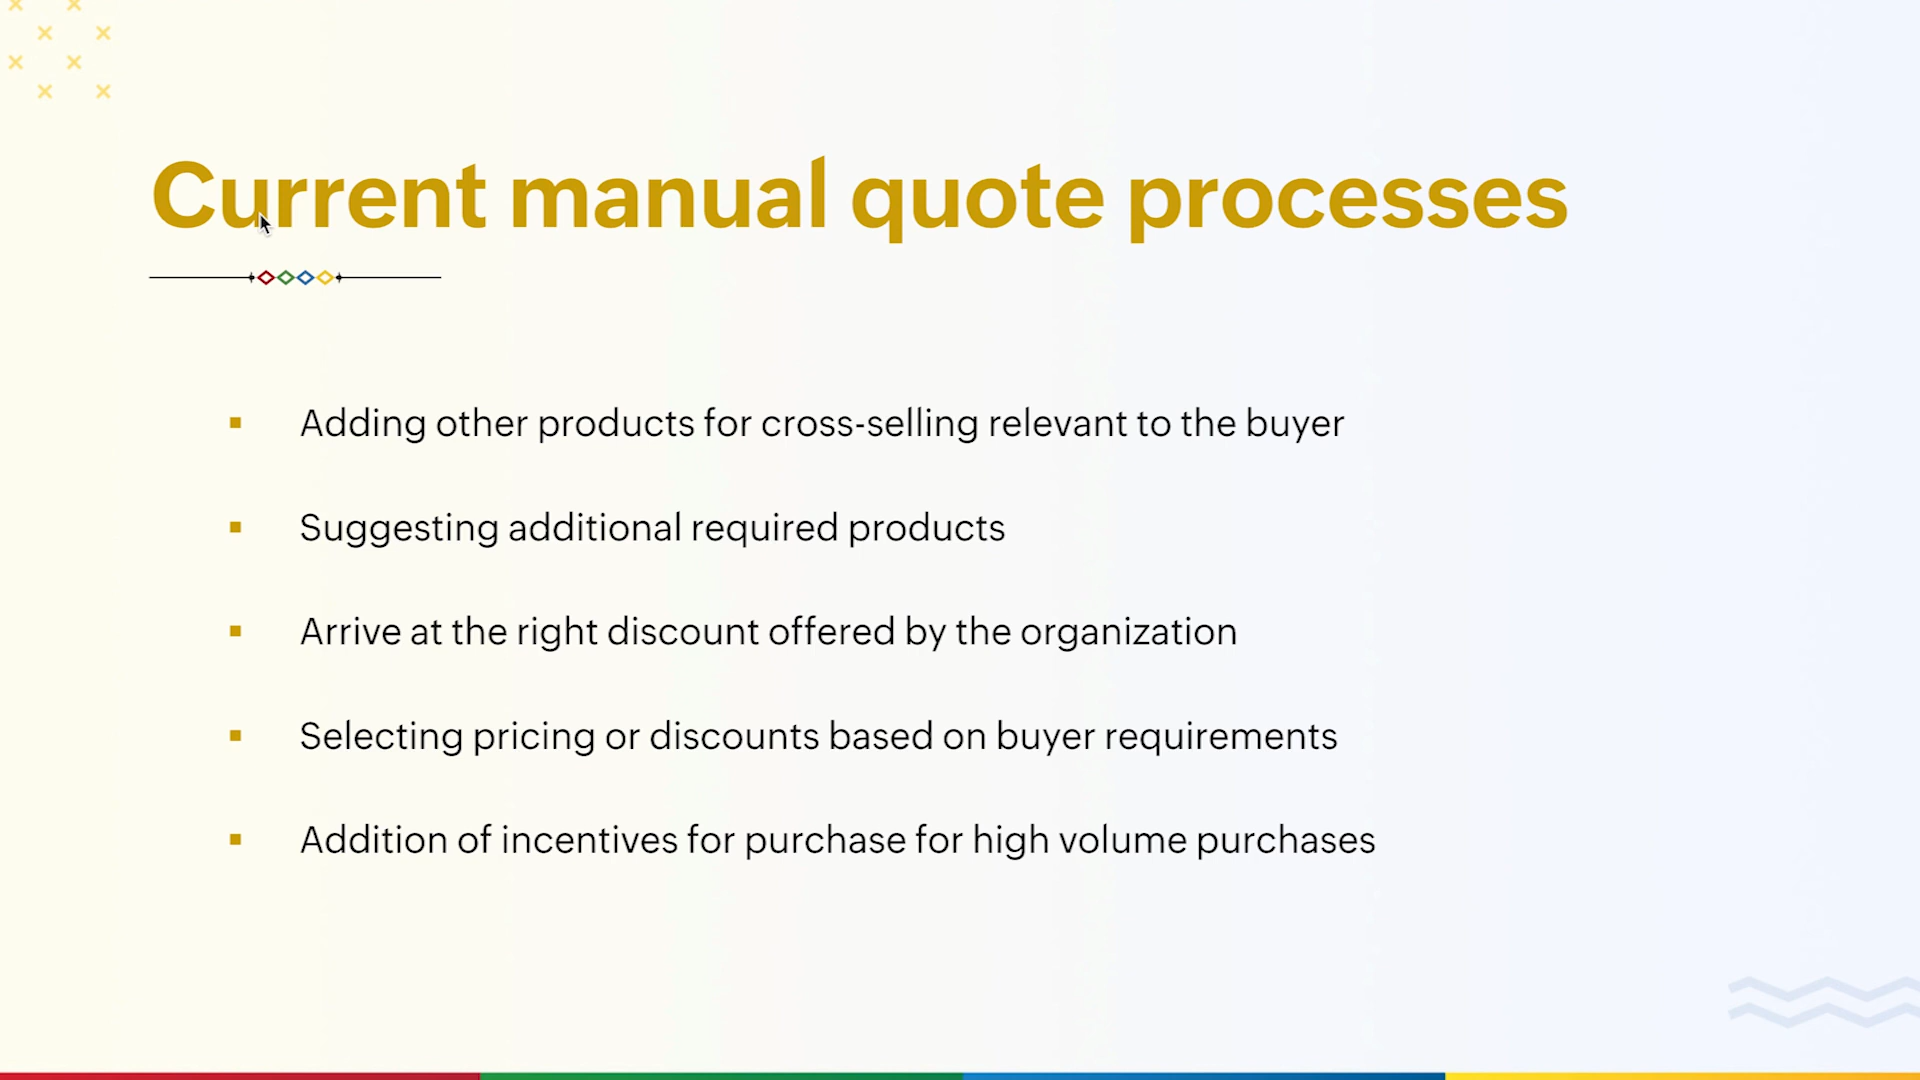 Current manual quote processes
Adding other products for cross-selling relevant to the buyer
Suggesting additional required products
Arrive at the right discount offered by the organization
Selecting pricing or discounts based on buyer requirements
Addition of incentives for purchase for high volume purchases